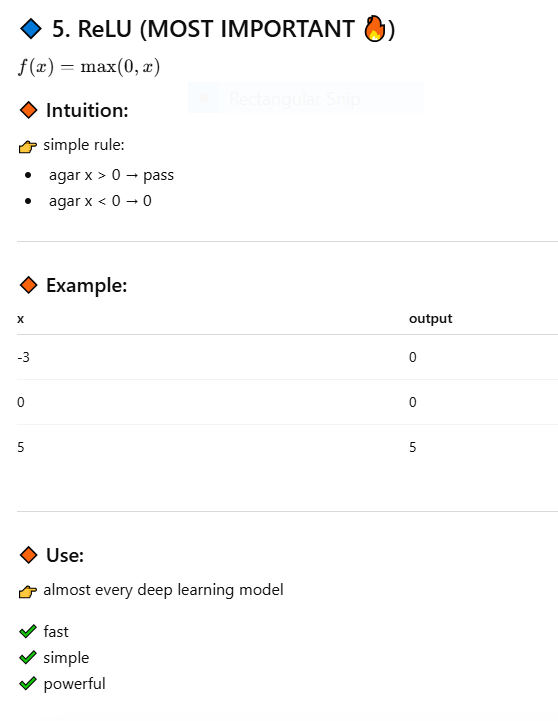 🔷 5. ReLU (MOST IMPORTANT 🔥)
f(x) = max(0, x)
Rectangular Snip
🔶 Intuition:
👉 simple rule:
• agar x > 0 → pass
• agar x < 0 → 0
🔶 Example:
x output
-3 0
0 0
5 5
🔶 Use:
👉 almost every deep learning model
✔ fast
✔ simple
✔ powerful